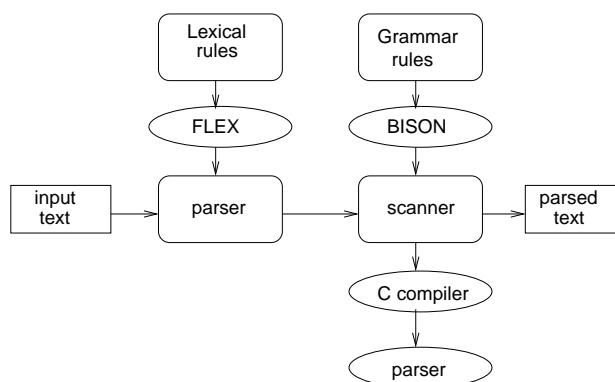 Lexical
rules
Grammar
rules
FLEX
BISON
input
text
parser
scanner
parsed
text
C compiler
parser